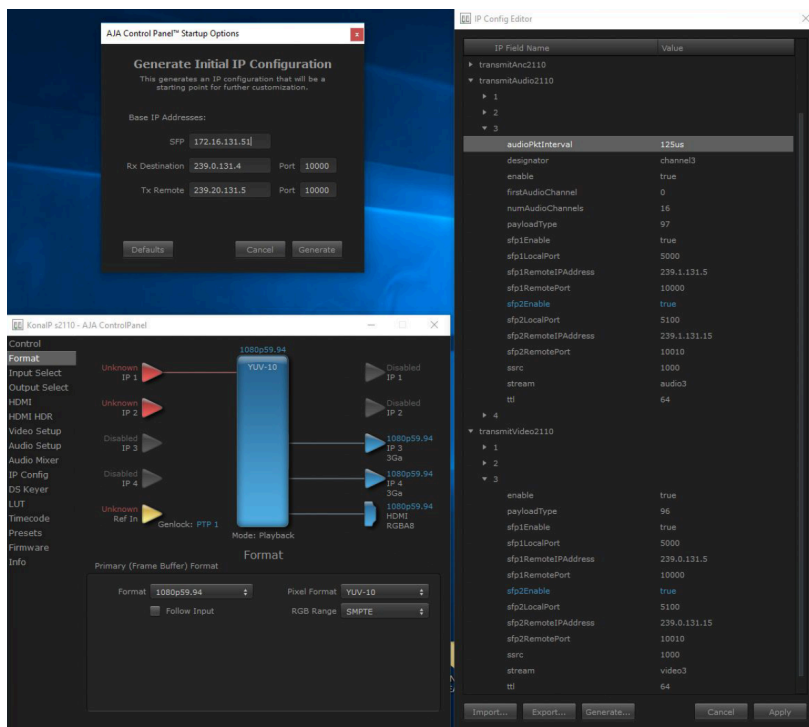 AJA Control Panel™ Startup Options
x
Generate Initial IP Configuration
This generates an IP configuration that will be a
starting point for further customization.
Base IP Addresses:
SFP 172.16.131.51
Rx Destination 239.0.131.4 Port 10000
Tx Remote 239.20.131.5 Port 10000
Defaults Cancel Generate
KonaIP s2110 - AJA ControlPanel
Control
Format
Input Select
Output Select
HDMI
HDMI HDR
Video Setup
Audio Setup
Audio Mixer
IP Config
DS Keyer
LUT
Timecode
Presets
Firmware
Info
1080p59.94
YUV-10
Unknown
IP 1
Unknown
IP 2
Disabled
IP 3
Disabled
IP 4
Unknown
Ref In
Genlock: PTP 1
Disabled
IP 1
Disabled
IP 2
1080p59.94
IP 3
3Ga
1080p59.94
IP 4
3Ga
1080p59.94
HDMI
RGBA8
Mode: Playback
Format
Primary (Frame Buffer) Format
Format 1080p59.94 Pixel Format YUV-10
Follow Input RGB Range SMPTE
IP Config Editor
IP Field Name Value
transmitAnc2110
transmitAudio2110
1
2
3
audioPktInterval 125us
designator channel3
enable true
firstAudioChannel 0
numAudioChannels 16
payloadType 97
sfp1Enable true
sfp1LocalPort 5000
sfp1RemoteIPAddress 239.1.131.5
sfp1RemotePort 10000
sfp2Enable true
sfp2LocalPort 5100
sfp2RemoteIPAddress 239.1.131.15
sfp2RemotePort 10010
ssrc 1000
stream audio3
ttl 64
4
transmitVideo2110
1
2
3
enable true
payloadType 96
sfp1Enable true
sfp1LocalPort 5000
sfp1RemoteIPAddress 239.0.131.5
sfp1RemotePort 10000
sfp2Enable true
sfp2LocalPort 5100
sfp2RemoteIPAddress 239.0.131.15
sfp2RemotePort 10010
ssrc 1000
stream video3
ttl 64
Import... Export... Generate... Cancel Apply